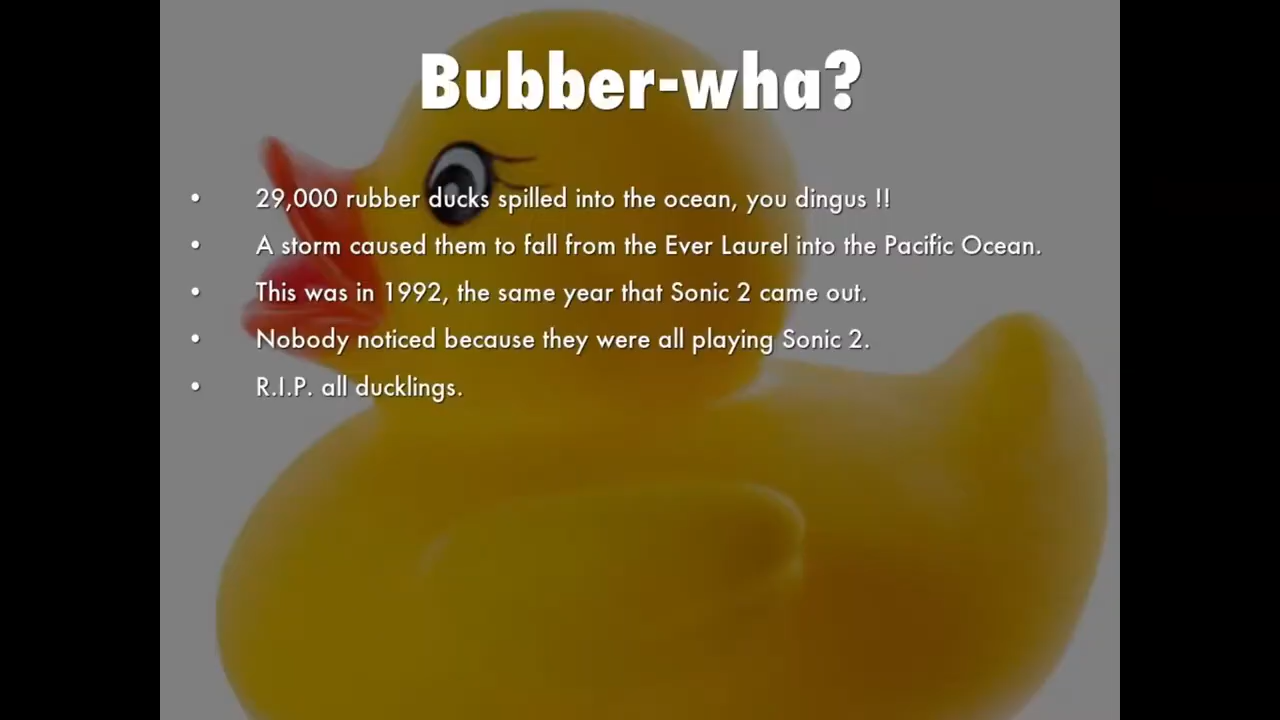 Bubber-wha?
• 29,000 rubber ducks spilled into the ocean, you dingus !!
• A storm caused them to fall from the Ever Laurel into the Pacific Ocean.
• This was in 1992, the same year that Sonic 2 came out.
• Nobody noticed because they were all playing Sonic 2.
• R.I.P. all ducklings.